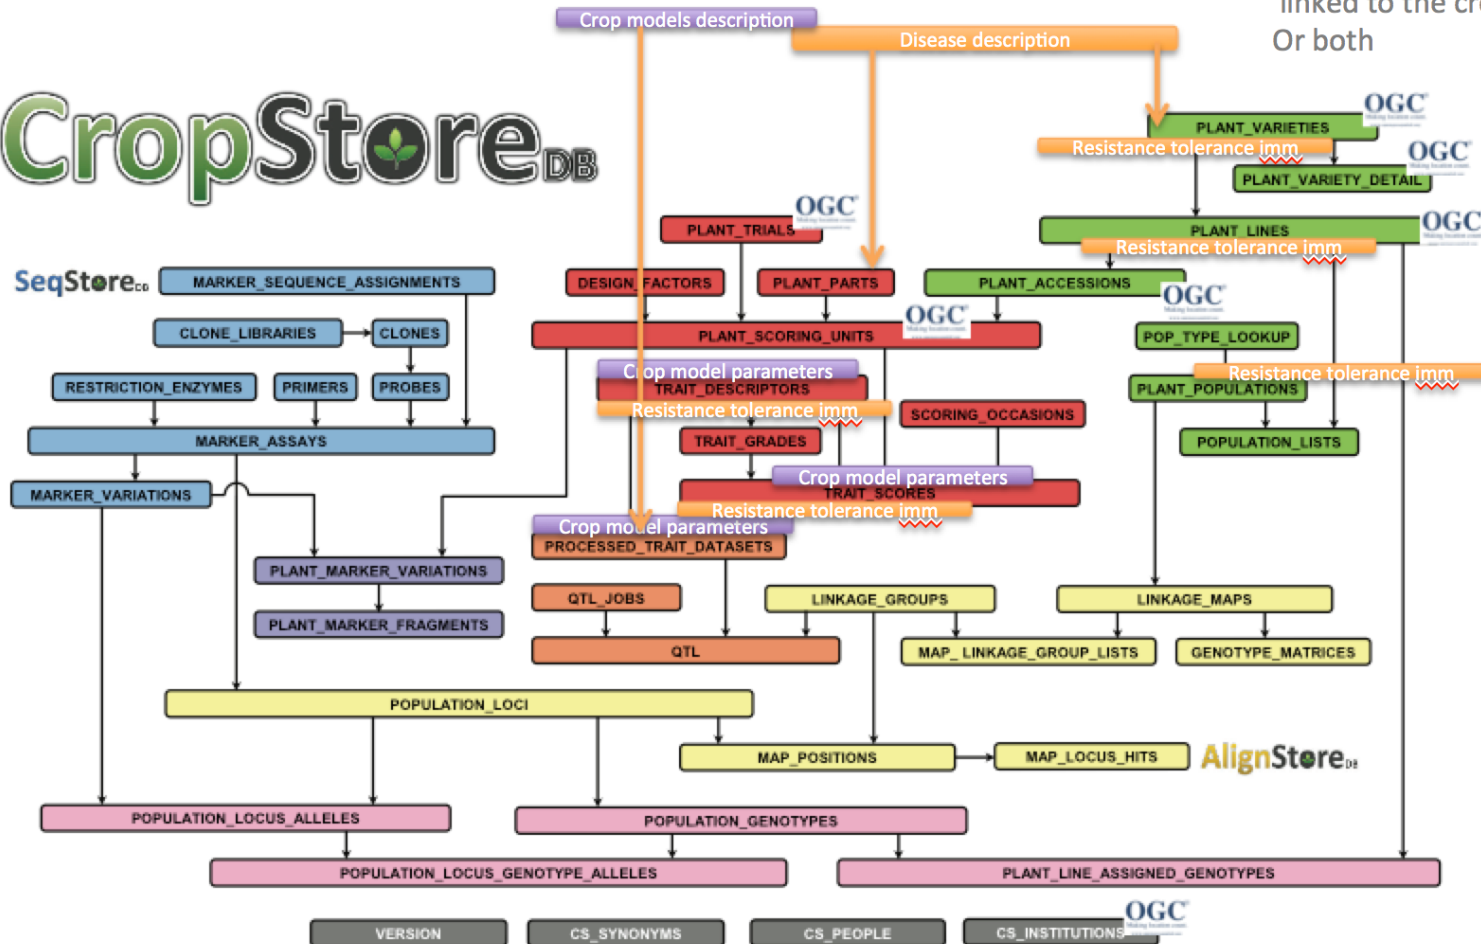 Crop models description
linked to the
Or both
Disease description
CropStore DB
OGC
PLANT_VARIETIES
Resistance tolerance imm
OGC
PLANT_VARIETY_DETAIL
OGC
PLANT_TRIALS
OGC
PLANT_LINES
Resistance tolerance imm
SeqStore DB
MARKER_SEQUENCE_ASSIGNMENTS
DESIGN_FACTORS
PLANT_PARTS
PLANT_ACCESSIONS
OGC
CLONE_LIBRARIES
CLONES
PLANT_SCORING_UNITS
OGC
POP_TYPE_LOOKUP
Crop model parameters
Resistance tolerance imm
RESTRICTION_ENZYMES
PRIMERS
PROBES
TRAIT_DESCRIPTORS
PLANT_POPULATIONS
Resistance tolerance imm
SCORING_OCCASIONS
MARKER_ASSAYS
TRAIT_GRADES
POPULATION_LISTS
Crop model parameters
MARKER_VARIATIONS
TRAIT_SCORES
Resistance tolerance imm
Crop model parameters
PROCESSED_TRAIT_DATASETS
PLANT_MARKER_VARIATIONS
QTL_JOBS
LINKAGE_GROUPS
LINKAGE_MAPS
PLANT_MARKER_FRAGMENTS
QTL
MAP_ LINKAGE_GROUP_LISTS
GENOTYPE_MATRICES
POPULATION_LOCI
MAP_POSITIONS
MAP_LOCUS_HITS
AlignStore DB
POPULATION_LOCUS_ALLELES
POPULATION_GENOTYPES
POPULATION_LOCUS_GENOTYPE_ALLELES
PLANT_LINE_ASSIGNED_GENOTYPES
OGC
VERSION
CS_SYNONYMS
CS_PEOPLE
CS_INSTITUTIONS